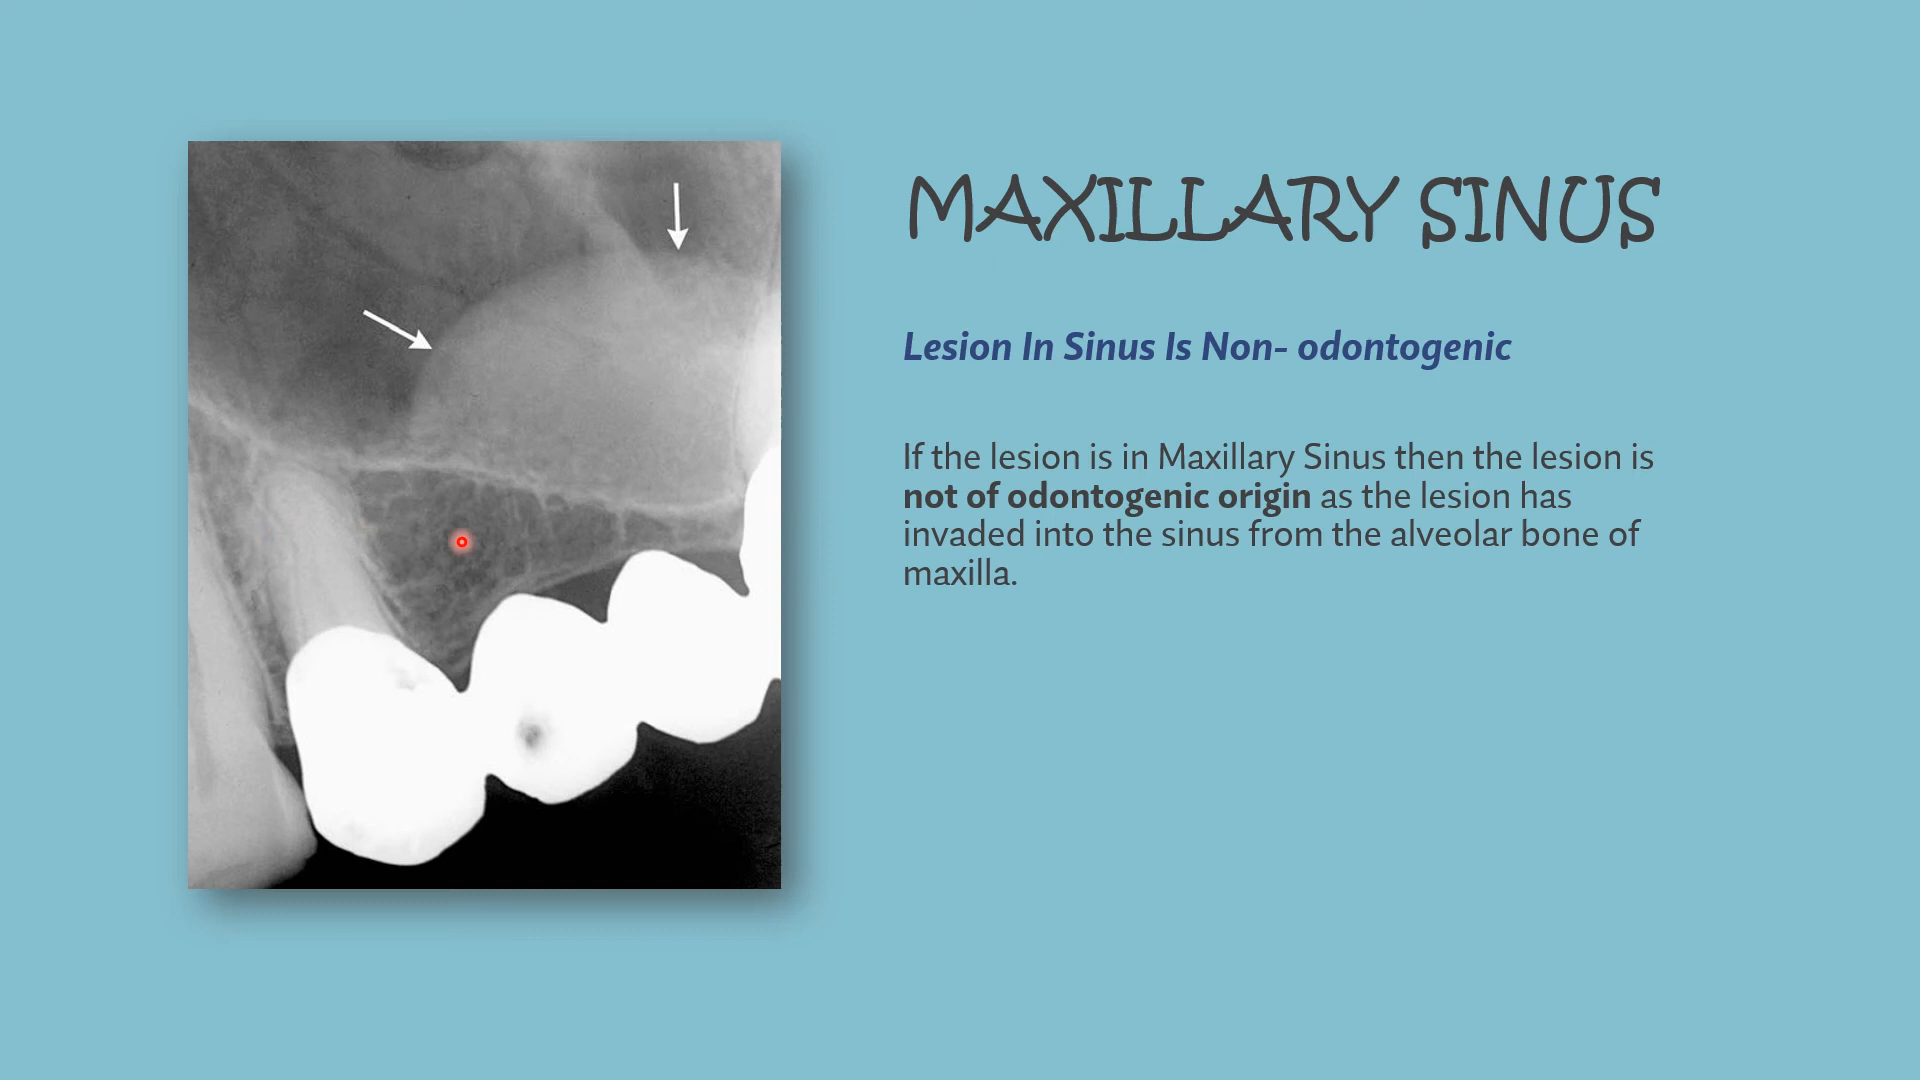 MAXILLARY SINUS
Lesion In Sinus Is Non- odontogenic
If the lesion is in Maxillary Sinus then the lesion is
not of odontogenic origin as the lesion has
invaded into the sinus from the alveolar bone of
maxilla.